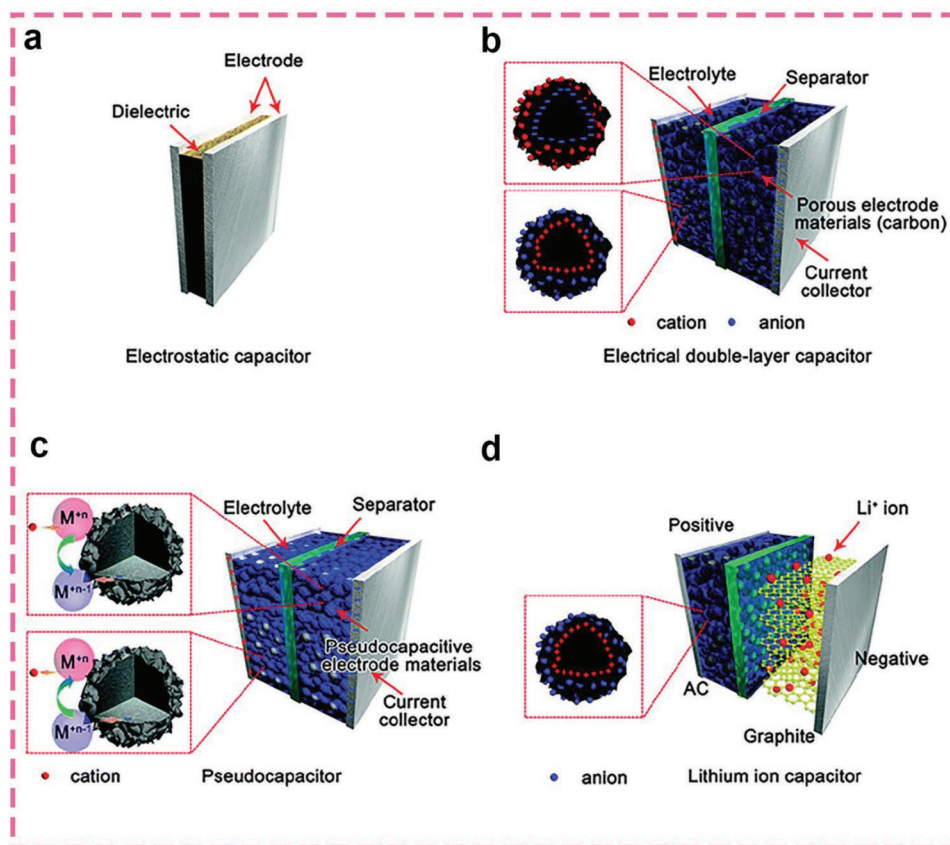 a
Electrode
Dielectric
Electrostatic capacitor
b
Electrolyte
Separator
Porous electrode
materials (carbon)
Current
collector
cation
anion
Electrical double-layer capacitor
c
Electrolyte
Separator
M+n
M+n-1
M+n
M+n-1
Pseudocapacitive
electrode materials
Current
collector
cation
Pseudocapacitor
d
Li+ ion
Positive
Negative
AC
Graphite
anion
Lithium ion capacitor